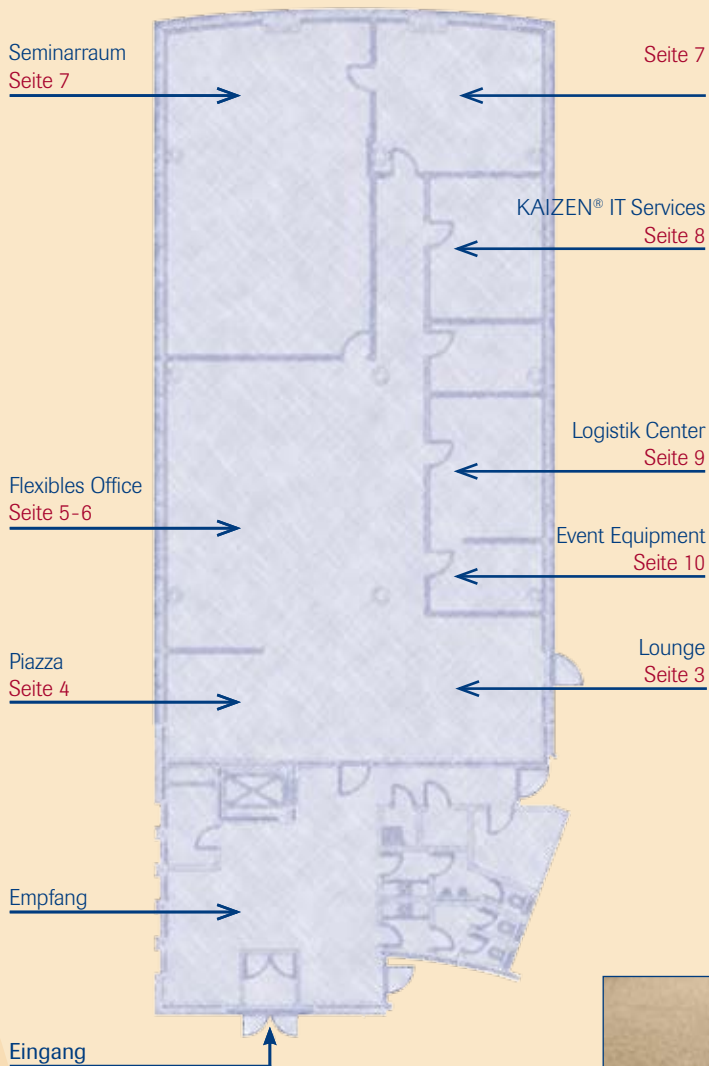 Seminarraum
Seite 7
Seite 7
KAIZEN® IT Services
Seite 8
Logistik Center
Seite 9
Flexibles Office
Seite 5-6
Event Equipment
Seite 10
Piazza
Seite 4
Lounge
Seite 3
Empfang
Eingang